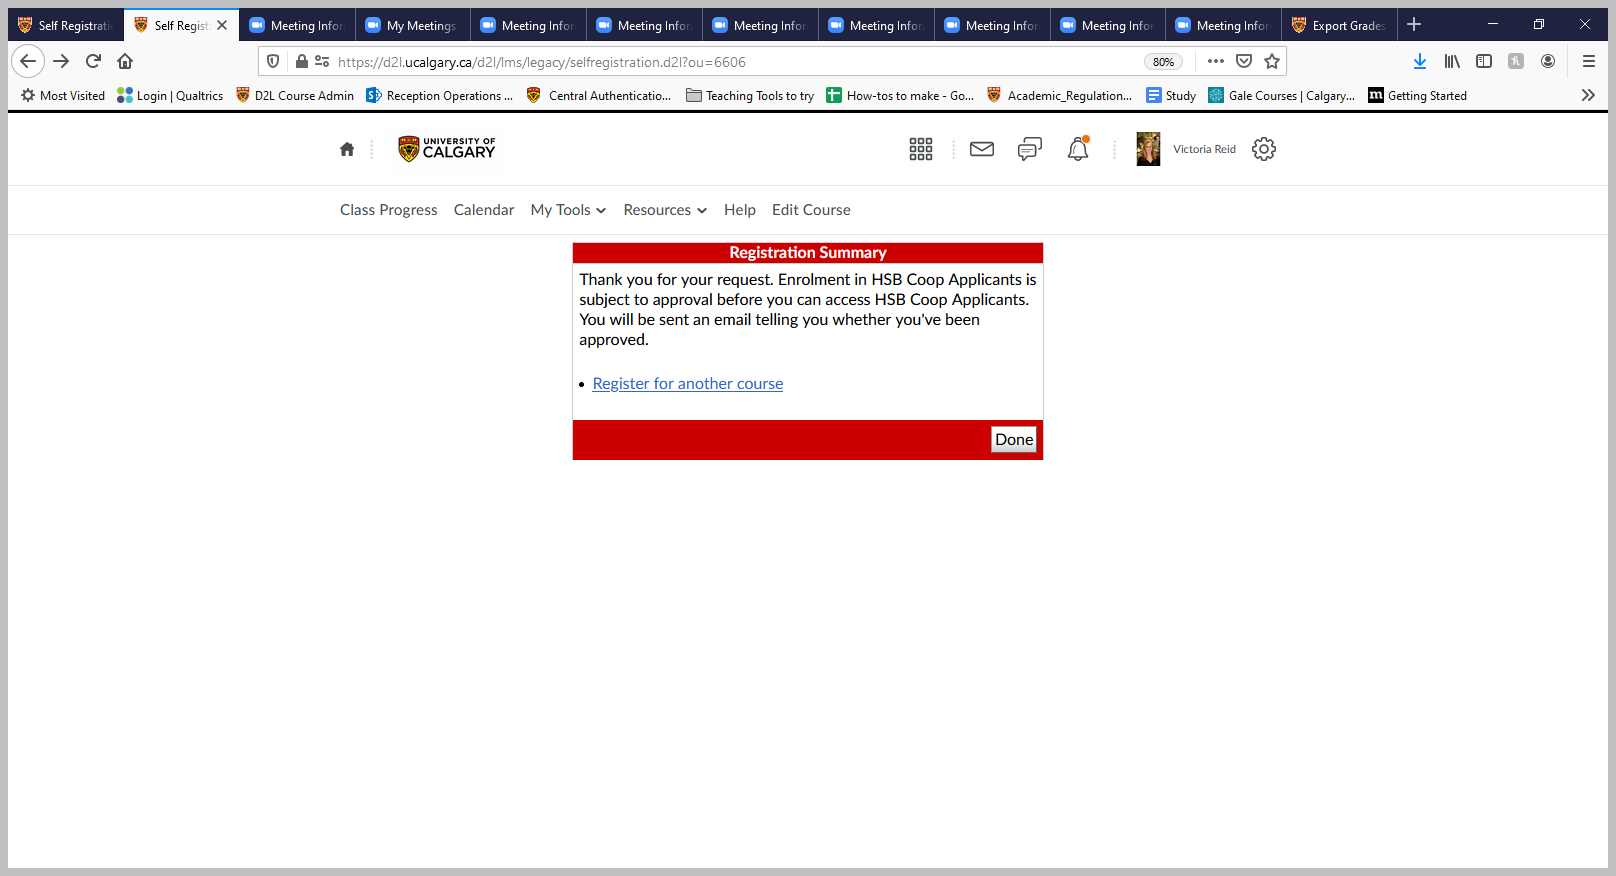 Self Registrati
Self Regist
Meeting Infor
My Meetings
Meeting Infor
Meeting Infor
Meeting Infor
Meeting Infor
Meeting Infor
Meeting Infor
Meeting Infor
Export Grades
https://d2l.ucalgary.ca/d2l/lms/legacy/selfregistration.d2l?ou=6606
80%
Most Visited
Login | Qualtrics
D2L Course Admin
Reception Operations ...
Central Authenticatio...
Teaching Tools to try
How-tos to make - Go...
Academic_Regulation...
Study
Gale Courses | Calgary...
Getting Started
UNIVERSITY OF
CALGARY
Victoria Reid
Class Progress
Calendar
My Tools
Resources
Help
Edit Course
Registration Summary
Thank you for your request. Enrolment in HSB Coop Applicants is
subject to approval before you can access HSB Coop Applicants.
You will be sent an email telling you whether you've been
approved.
• Register for another course
Done